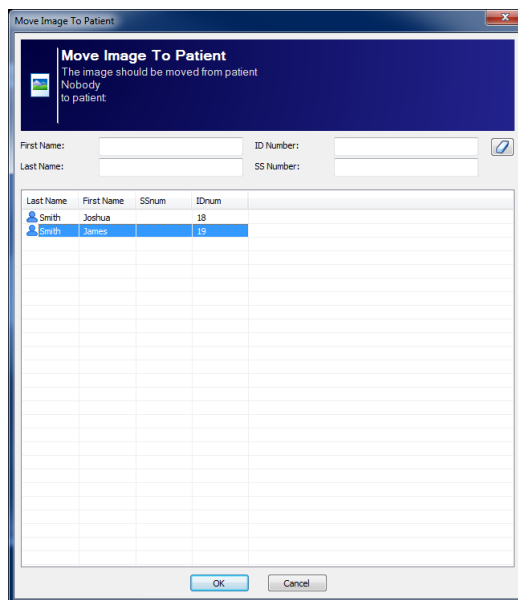 Move Image To Patient
Move Image To Patient
The image should be moved from patient
Nobody
to patient:
First Name: ID Number:
Last Name: SS Number:
Last Name First Name SSnum IDnum
Smith Joshua 18
Smith James 19
OK Cancel